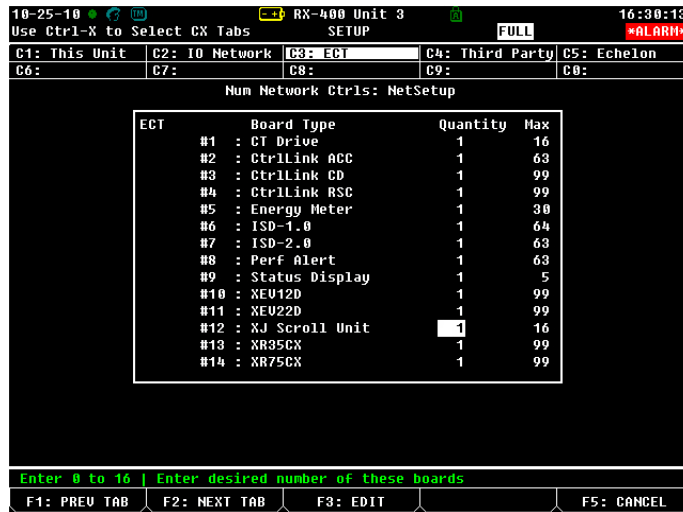 10-25-10 TM - + RX-400 Unit 3 16:30:13
Use Ctrl-X to Select CX Tabs SETUP FULL *ALARM*
C1: This Unit C2: IO Network C3: ECT C4: Third Party C5: Echelon
C6: C7: C8: C9: C0:
Num Network Ctrls: NetSetup
ECT Board Type Quantity Max
#1 : CT Drive 1 16
#2 : CtrlLink ACC 1 63
#3 : CtrlLink CD 1 99
#4 : CtrlLink RSC 1 99
#5 : Energy Meter 1 30
#6 : ISD-1.0 1 64
#7 : ISD-2.0 1 63
#8 : Perf Alert 1 63
#9 : Status Display 1 5
#10 : XEV12D 1 99
#11 : XEV22D 1 99
#12 : XJ Scroll Unit 1 16
#13 : XR35CX 1 99
#14 : XR75CX 1 99
Enter 0 to 16 | Enter desired number of these boards
F1: PREV TAB F2: NEXT TAB F3: EDIT F5: CANCEL